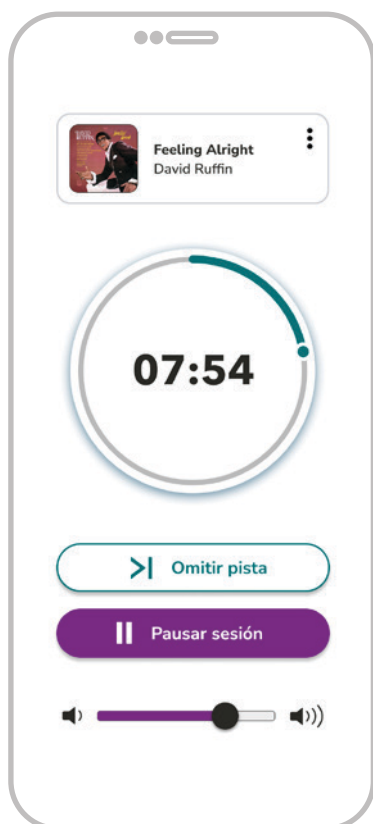 Feeling Alright
David Ruffin
07:54
Omitir pista
Pausar sesión